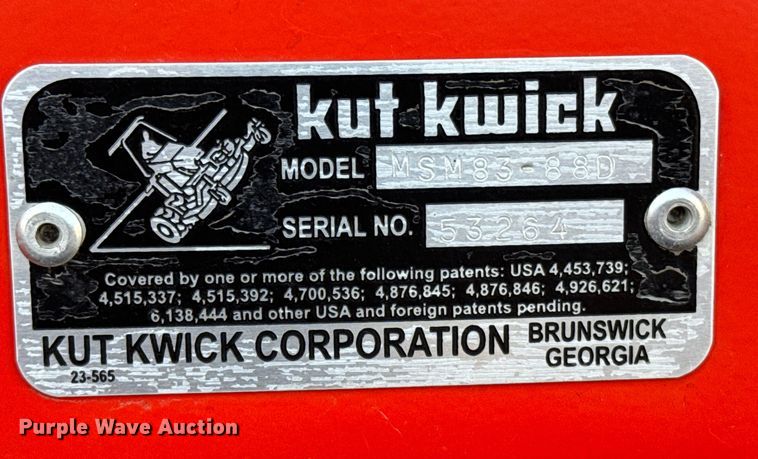 kut kwick
MODEL MSM83-88D
SERIAL NO. 53264
Covered by one or more of the following patents: USA 4,453,739;
4,515,337; 4,515,392; 4,700,536; 4,876,845; 4,876,846; 4,926,621;
6,138,444 and other USA and foreign patents pending.
KUT KWICK CORPORATION BRUNSWICK
GEORGIA
23-565
Purple Wave Auction